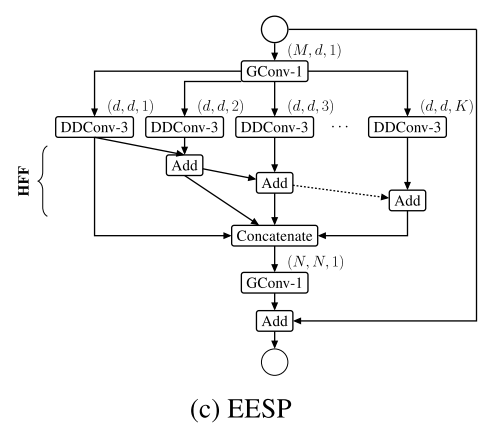 (M, d, 1)
GConv-1
(d, d, 1) (d, d, 2) (d, d, 3) (d, d, K)
DDConv-3 DDConv-3 DDConv-3 ... DDConv-3
HFF
Add
Add
Add
Concatenate
(N, N, 1)
GConv-1
Add
(c) EESP